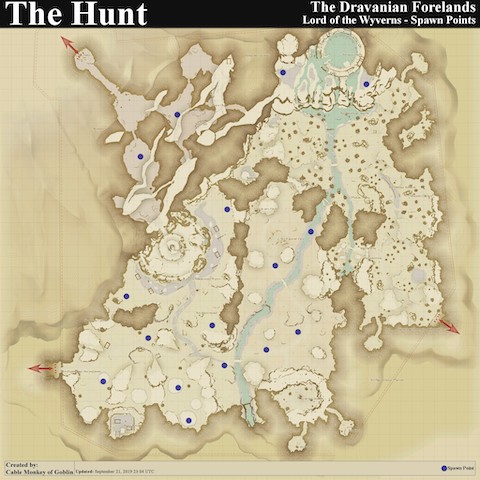 The Hunt
The Dravanian Forelands
Lord of the Wyverns - Spawn Points
Created by:
Cable Monkey of Goblin
Updated: September 21, 2019 23:46 UTC
Spawn Point